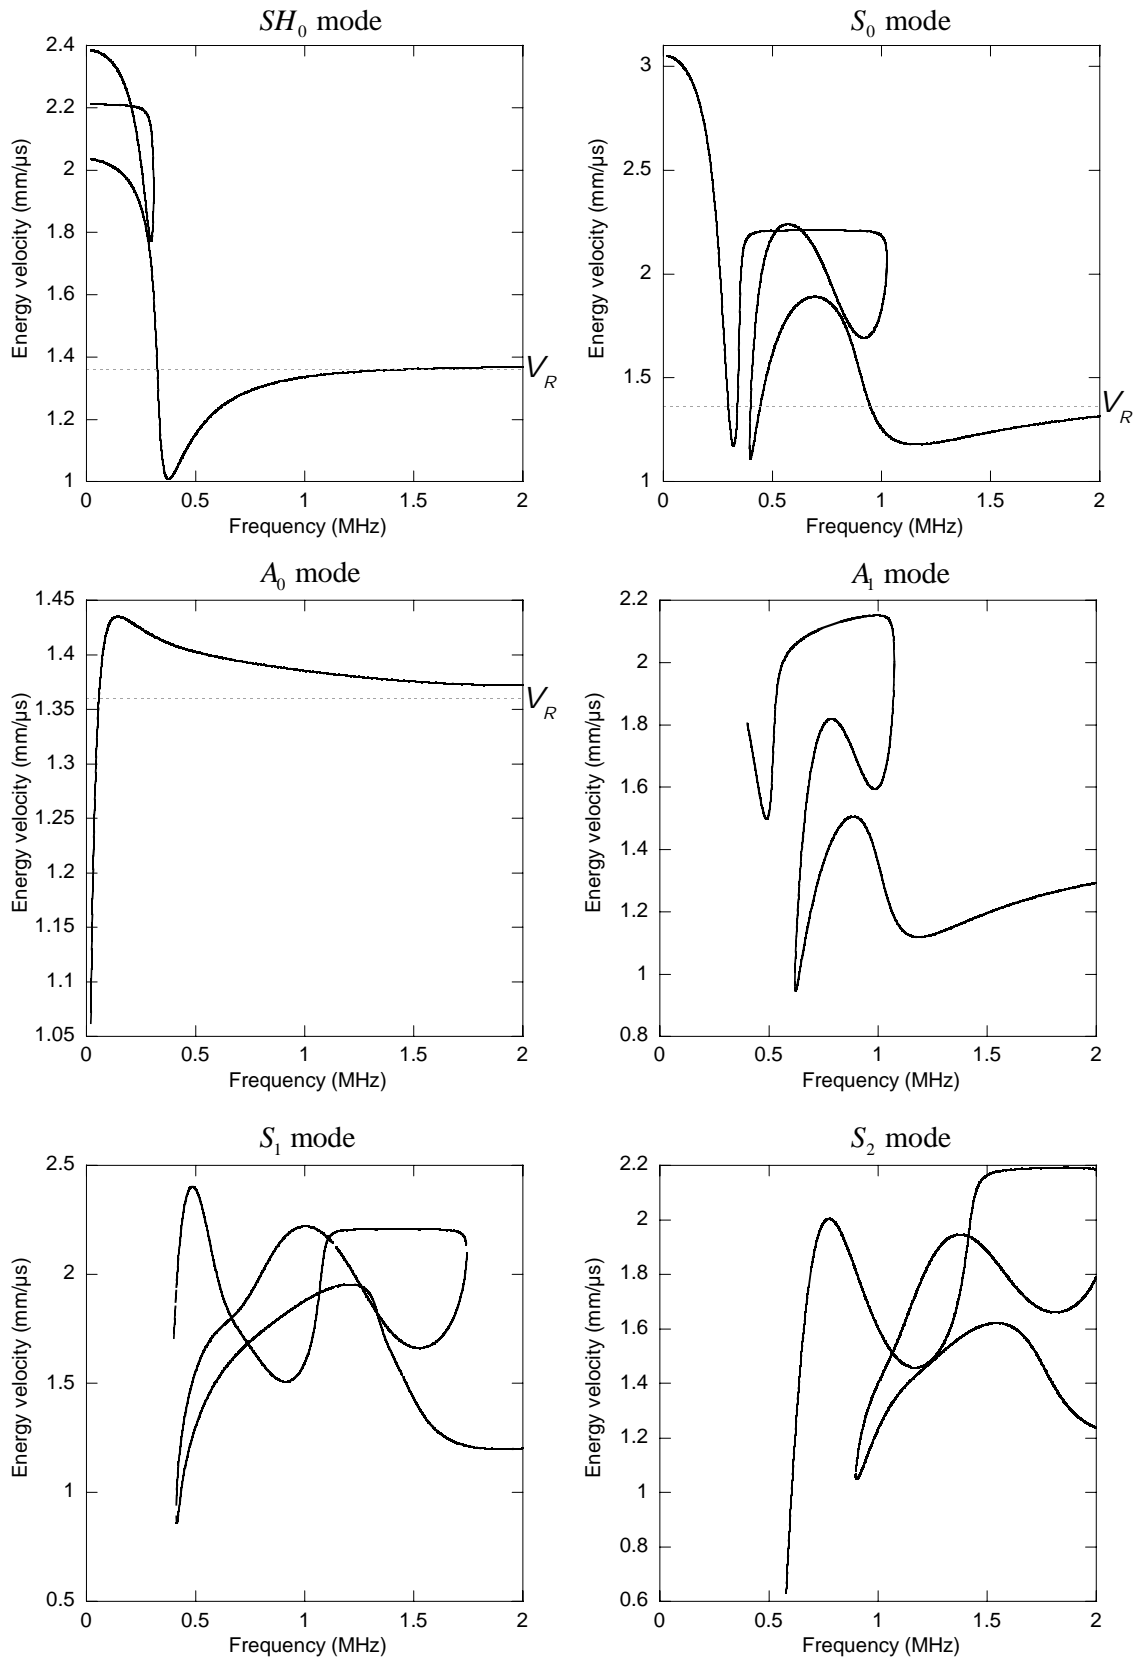 SH₀ mode
2.4
2.2
2
1.8
1.6
1.4
1.2
1
Energy velocity (mm/μs)
V_R
0 0.5 1 1.5 2
Frequency (MHz)
S₀ mode
3
2.5
2
1.5
1
Energy velocity (mm/μs)
V_R
0 0.5 1 1.5 2
Frequency (MHz)
A₀ mode
1.45
1.4
1.35
1.3
1.25
1.2
1.15
1.1
1.05
Energy velocity (mm/μs)
V_R
0 0.5 1 1.5 2
Frequency (MHz)
A₁ mode
2.2
2
1.8
1.6
1.4
1.2
1
0.8
Energy velocity (mm/μs)
0 0.5 1 1.5 2
Frequency (MHz)
S₁ mode
2.5
2
1.5
1
0.5
Energy velocity (mm/μs)
0 0.5 1 1.5 2
Frequency (MHz)
S₂ mode
2.2
2
1.8
1.6
1.4
1.2
1
0.8
0.6
Energy velocity (mm/μs)
0 0.5 1 1.5 2
Frequency (MHz)